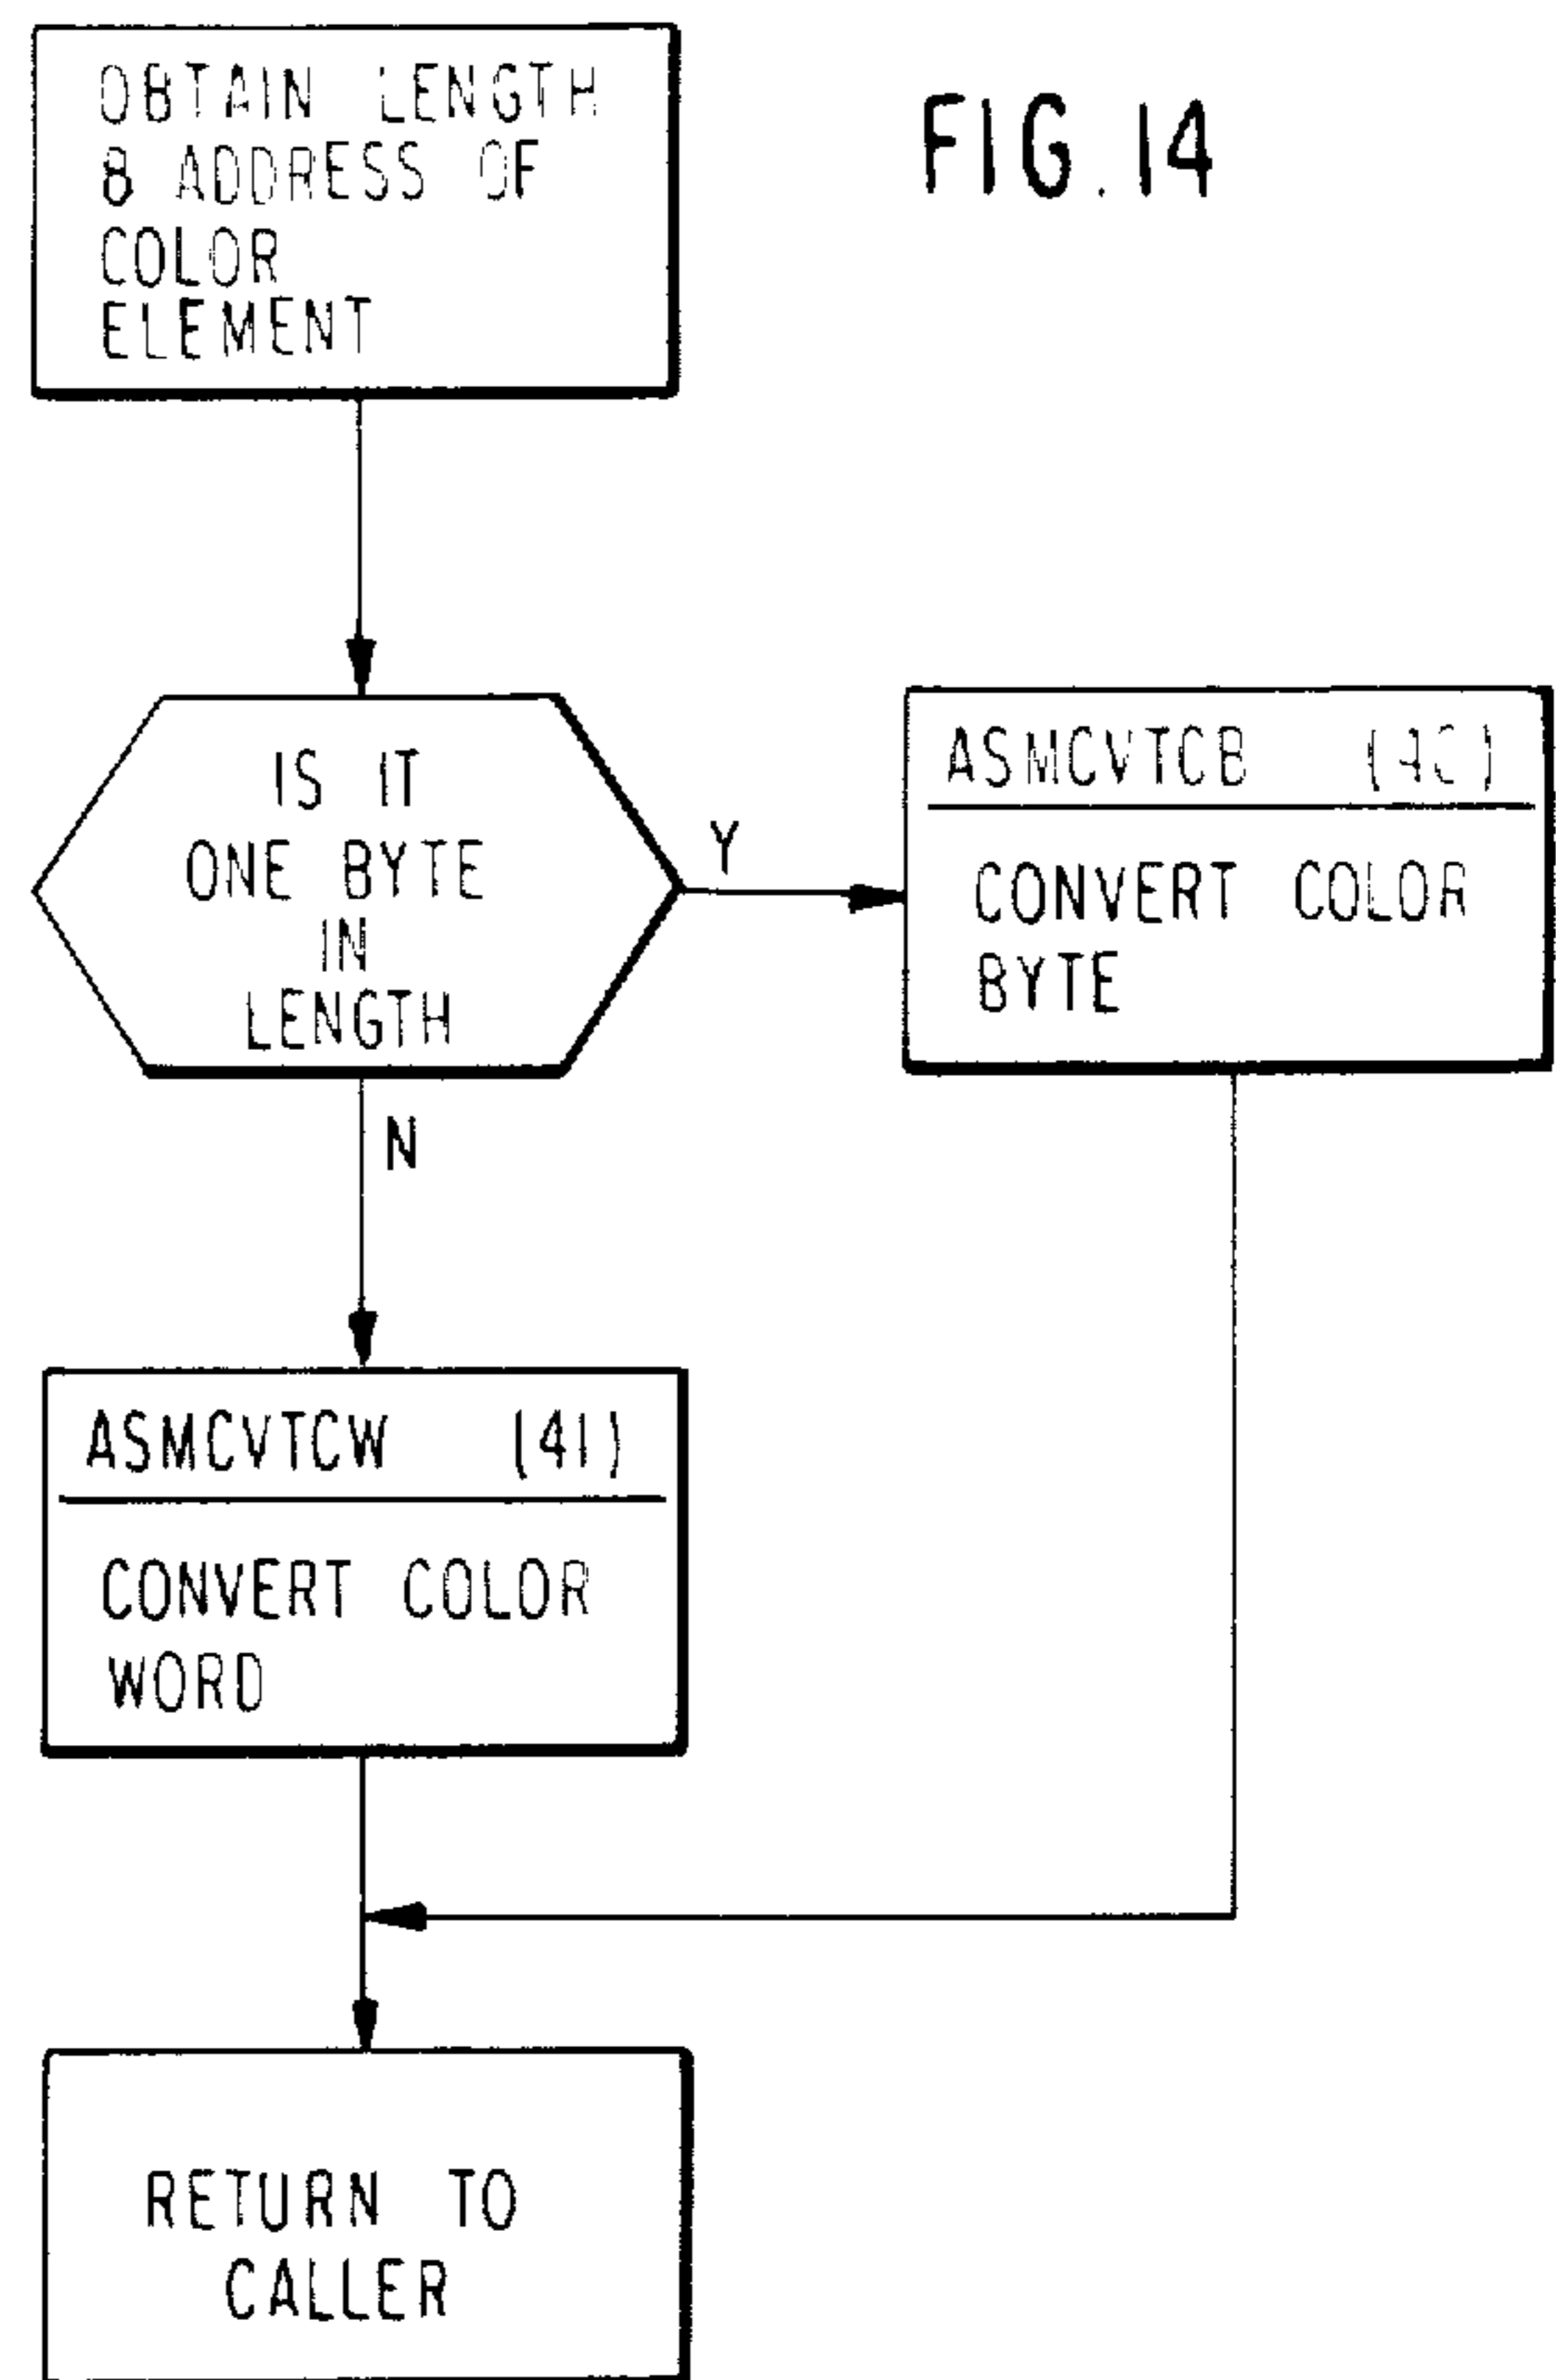 FIG. 14
OBTAIN LENGTH
& ADDRESS OF
COLOR
ELEMENT
IS IT
ONE BYTE
IN
LENGTH
Y
N
ASMCVTCB
CONVERT COLOR
BYTE
ASMCVTCW (41)
CONVERT COLOR
WORD
RETURN TO
CALLER